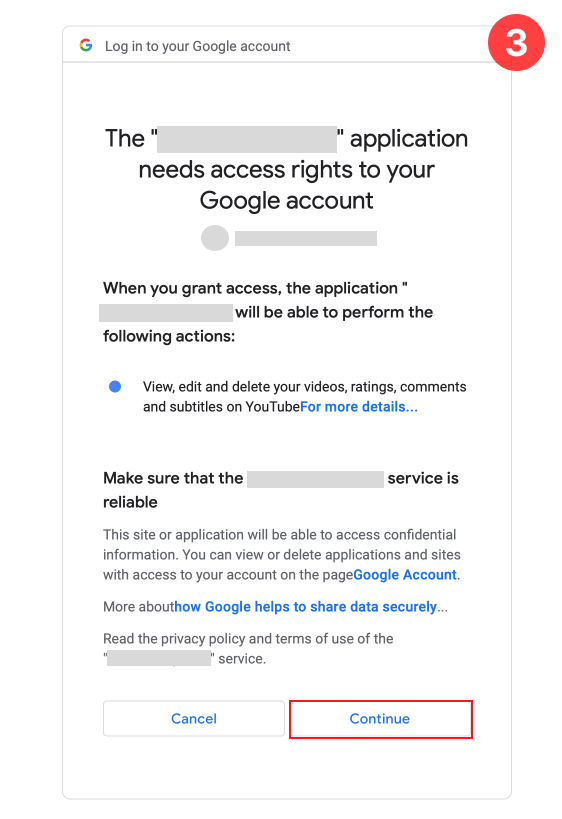 Log in to your Google account
3
The "" application
needs access rights to your
Google account
When you grant access, the application "
will be able to perform the
following actions:
View, edit and delete your videos, ratings, comments
and subtitles on YouTubeFor more details...
Make sure that the service is
reliable
This site or application will be able to access confidential
information. You can view or delete applications and sites
with access to your account on the pageGoogle Account.
More abouthow Google helps to share data securely...
Read the privacy policy and terms of use of the
"" service.
Cancel
Continue